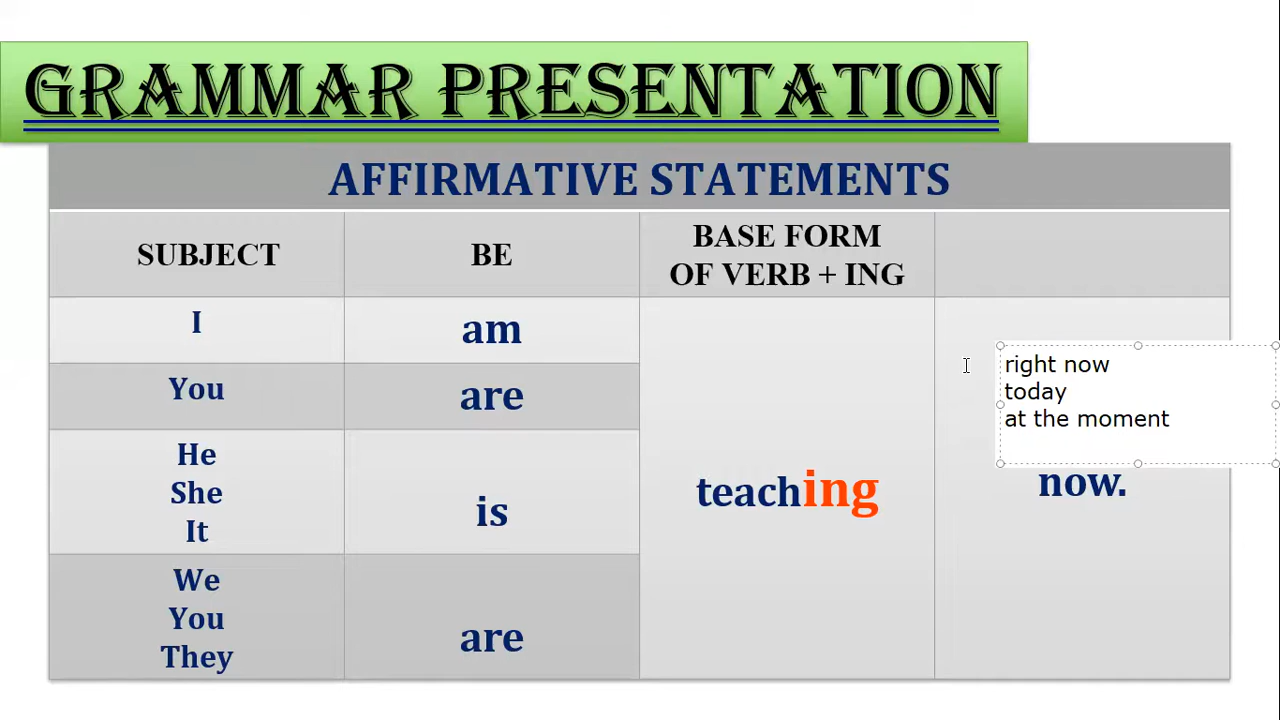 GRAMMAR PRESENTATION
AFFIRMATIVE STATEMENTS
SUBJECT
BE
BASE FORM
OF VERB + ING
I
am
right now
today
at the moment
You
are
He
She
It
is
teaching
now.
We
You
They
are